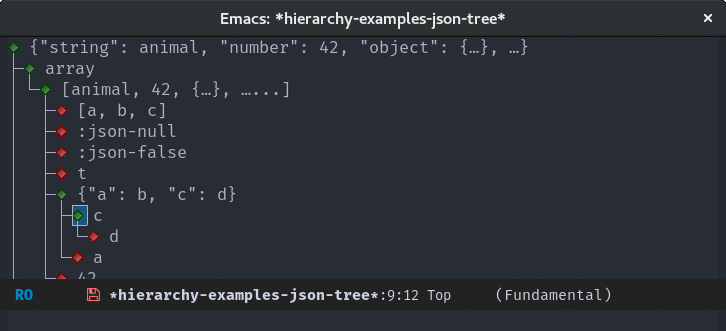 Emacs: *hierarchy-examples-json-tree*
{"string": animal, "number": 42, "object": {…}, …}
array
[animal, 42, {…}, …...]
[a, b, c]
:json-null
:json-false
t
{"a": b, "c": d}
c
d
a
42
RO *hierarchy-examples-json-tree*:9:12 Top (Fundamental)